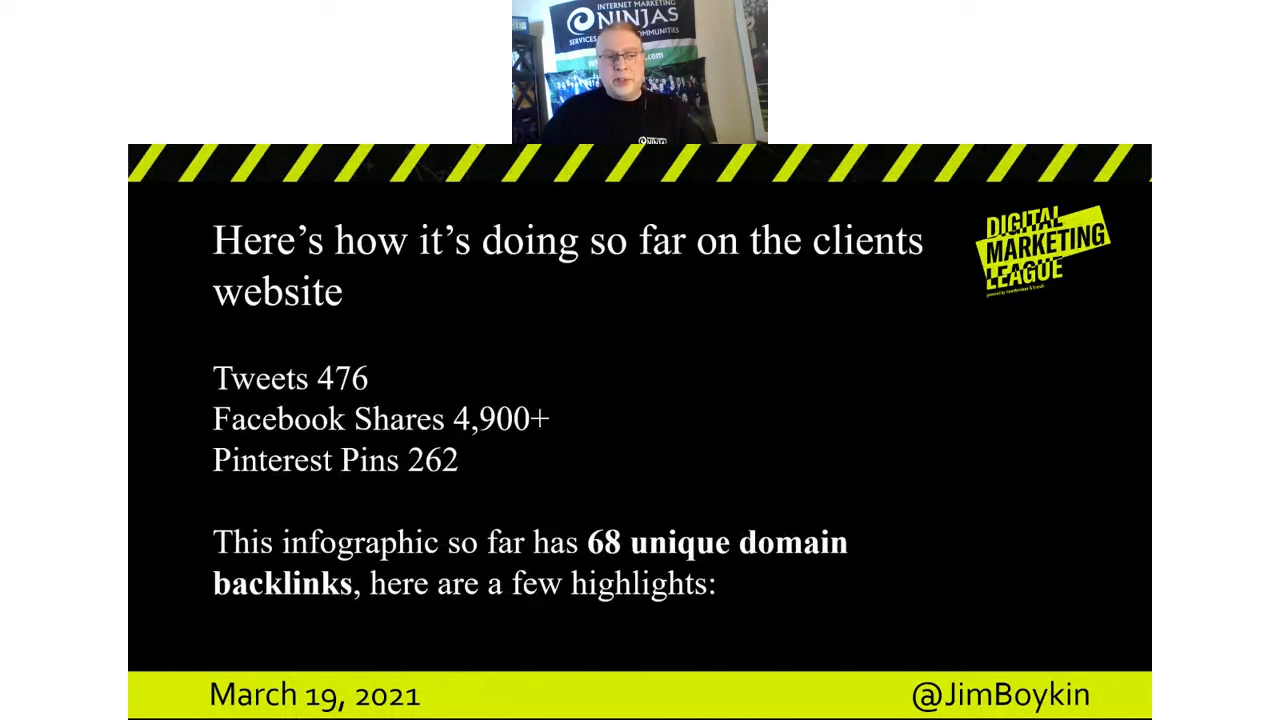 INTERNET MARKETING
NINJAS
Here's how it's doing so far on the clients
website
DIGITAL
MARKETING
LEAGUE
Tweets 476
Facebook Shares 4,900+
Pinterest Pins 262
This infographic so far has 68 unique domain
backlinks, here are a few highlights:
March 19, 2021
@JimBoykin